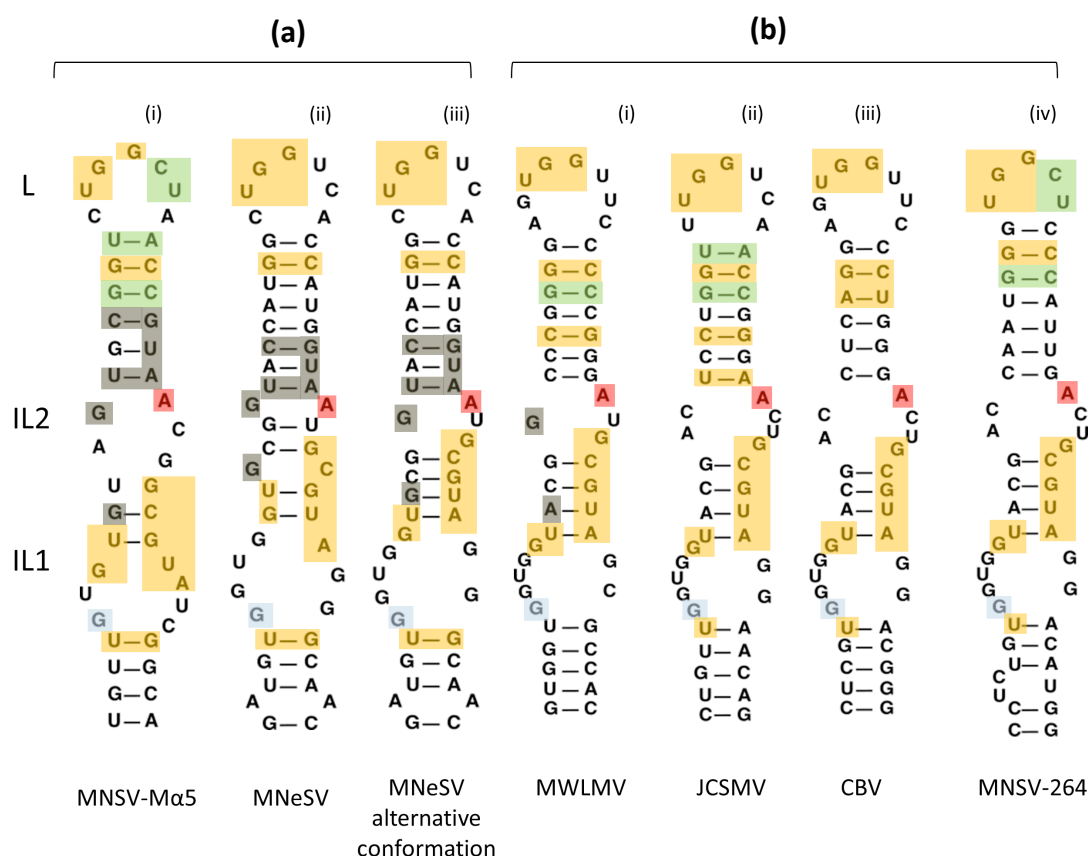 (a)
(b)
(i)
(ii)
(iii)
(i)
(ii)
(iii)
(iv)
L
IL2
IL1
G
G C
U U
C A
U—A
G—C
G—C
C—G
G—U
U—A
A
G C
A G
U G
G—C
U—G
G A
U U
G C
U—G
U—G
G—C
U—A
G
G U
U C
C A
G—C
G—C
U—A
A—U
C—G
C—G
A—U
U—A
G A
G—U
C—G
G C
U—G
G—U
G A
U G
G G
G
U—G
G—C
U—A
A A
G—C
G
G U
U C
C A
G—C
G—C
U—A
A—U
C—G
C—G
A—U
U—A
A
G U
G
G—C
C—G
G—U
U—A
G
G G
U
G G
G
U—G
G—C
U—A
A A
G—C
G G U
U
G U
A C
G—C
G—C
G—C
G—C
C—G
C—G
C—G
A
G U
G
G—C
C—G
A—U
U—A
G
G G
U
G C
G
G
U—G
G—C
G—C
U—A
G—C
G U
G
U C
U A
U—A
G—C
G—C
U—G
C—G
C—G
U—A
A
C C
A U
G
G—C
C—G
A—U
U—A
G
G G
U
G G
G
U—A
U—A
G—C
U—A
C—G
G G U
U
U
G C
A
G—C
G—C
A—U
C—G
U—G
C—G
A
C C
A U
G
G—C
C—G
A—U
U—A
G
G G
U
G G
G
U—A
G—C
C—G
U—G
C—G
G
G C
U U
G—C
G—C
G—C
U—A
A—U
A—U
C—G
A
C C
A U
G
G—C
C—G
A—U
U—A
G
G G
U
G G
G
U—A
G C
U A
C U
U
C—G
C—G
MNSV-Mα5
MNeSV
MNeSV
alternative
conformation
MWLMV
JCSMV
CBV
MNSV-264